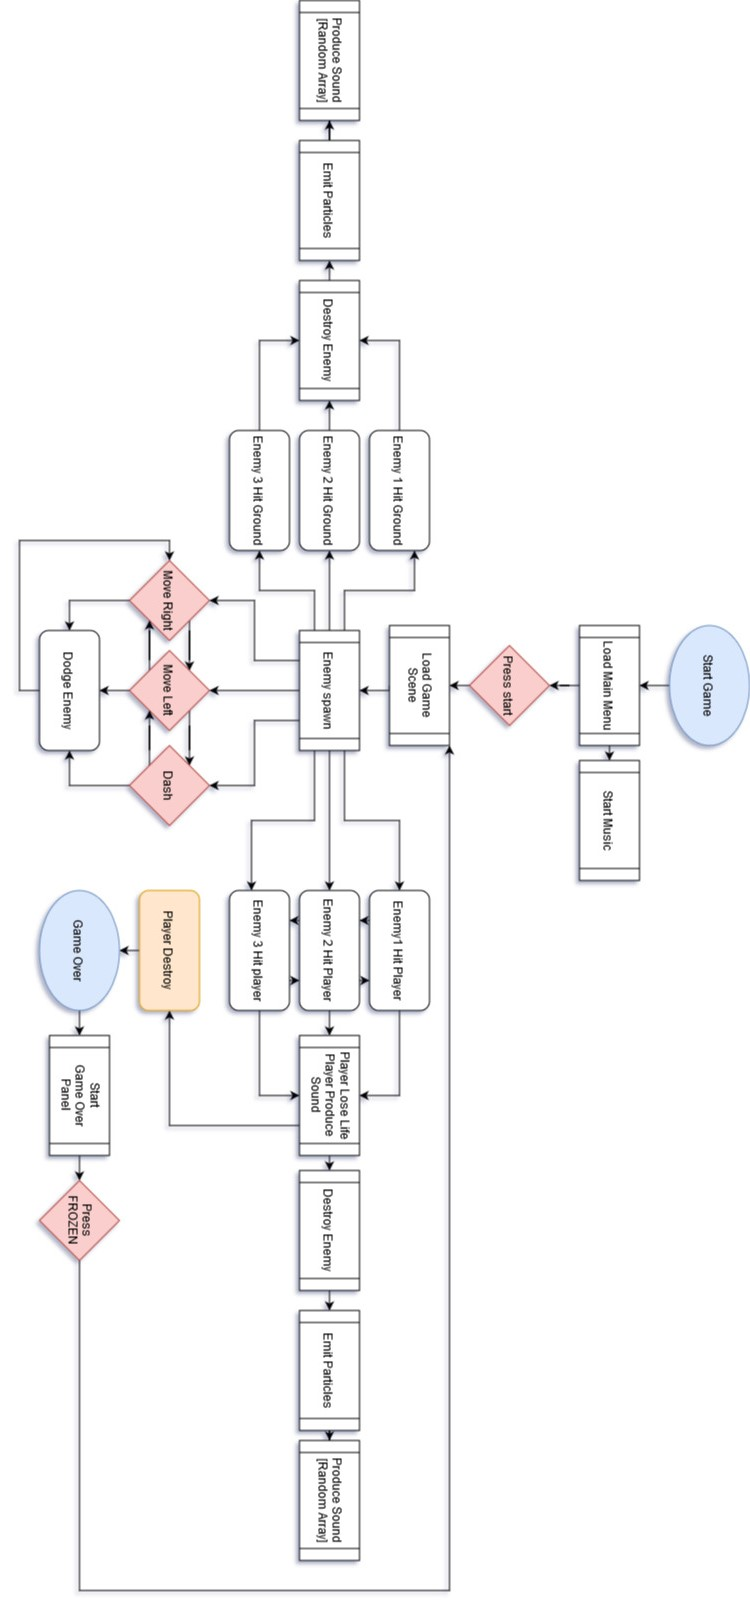 Start Game
Load Main Menu
Start Music
Press start
Load Game
Scene
Enemy spawn
Enemy 1 Hit Ground
Enemy 2 Hit Ground
Enemy 3 Hit Ground
Destroy Enemy
Emit Particles
Produce Sound
[Random Array]
Move Right
Move Left
Dash
Dodge Enemy
Enemy1 Hit Player
Enemy 2 Hit Player
Enemy 3 Hit player
Player Lose Life
Player Produce
Sound
Destroy Enemy
Emit Particles
Produce Sound
[Random Array]
Player Destroy
Game Over
Start
Game Over
Panel
Press
FROZEN